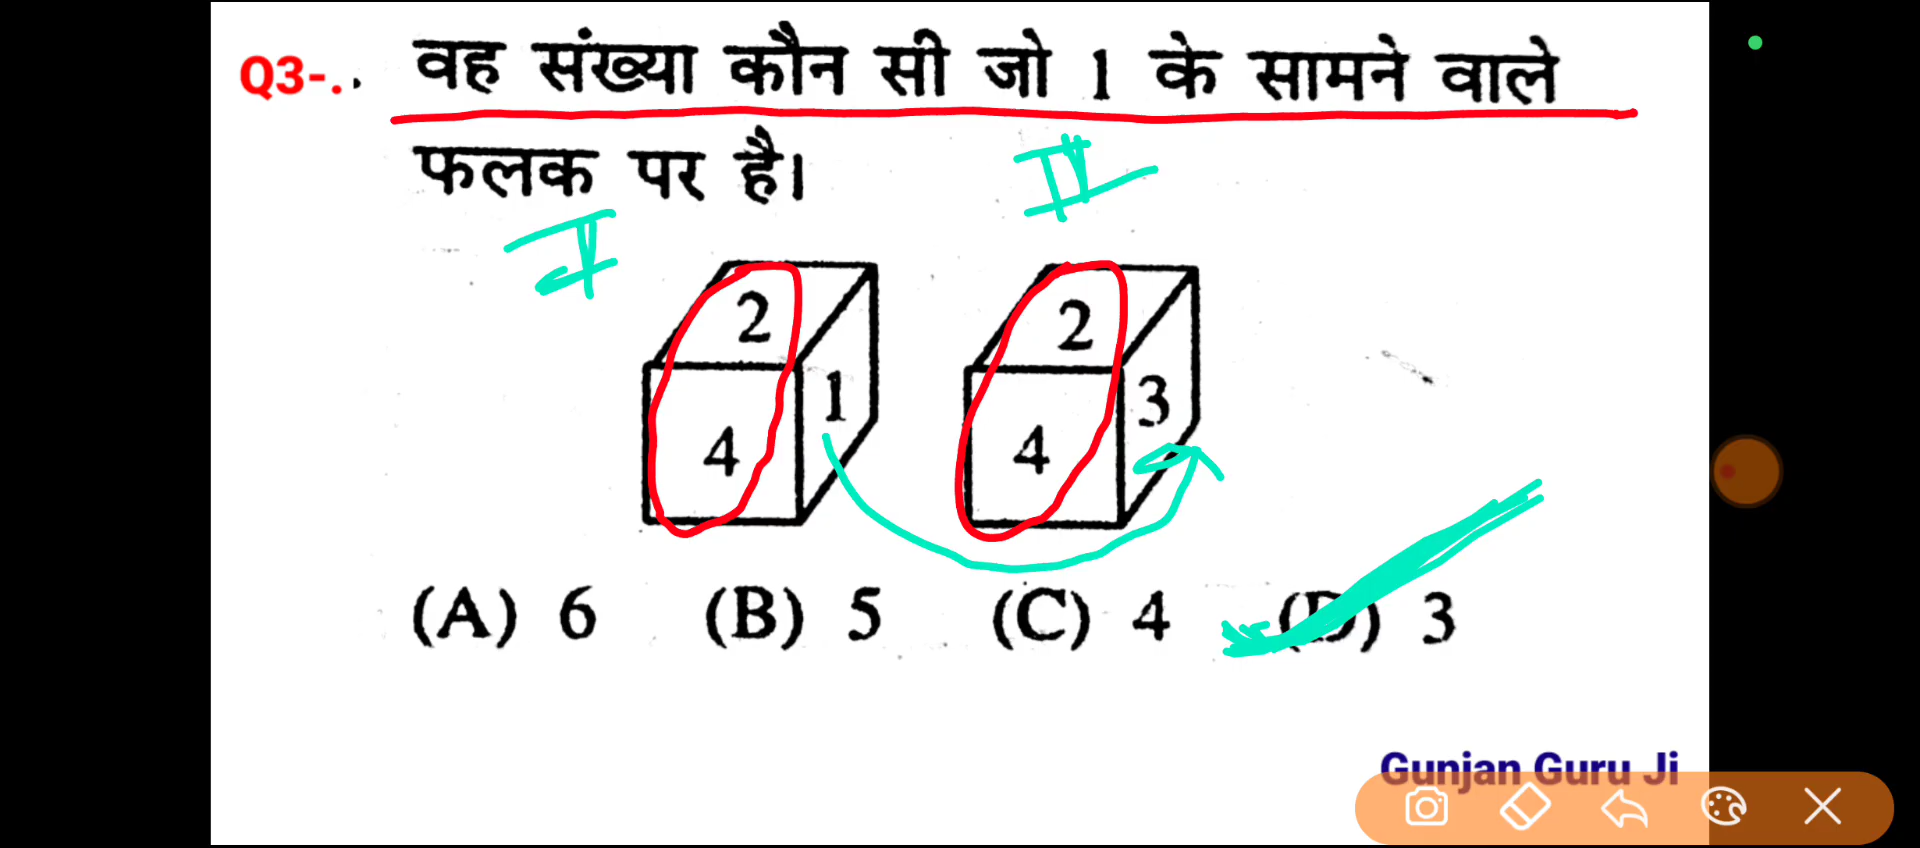 Q3-. वह संख्या कौन सी जो 1 के सामने वाले
फलक पर है।
I
II
2
4
1
2
4
3
(A) 6 (B) 5 (C) 4 (D) 3
Gunjan Guru Ji